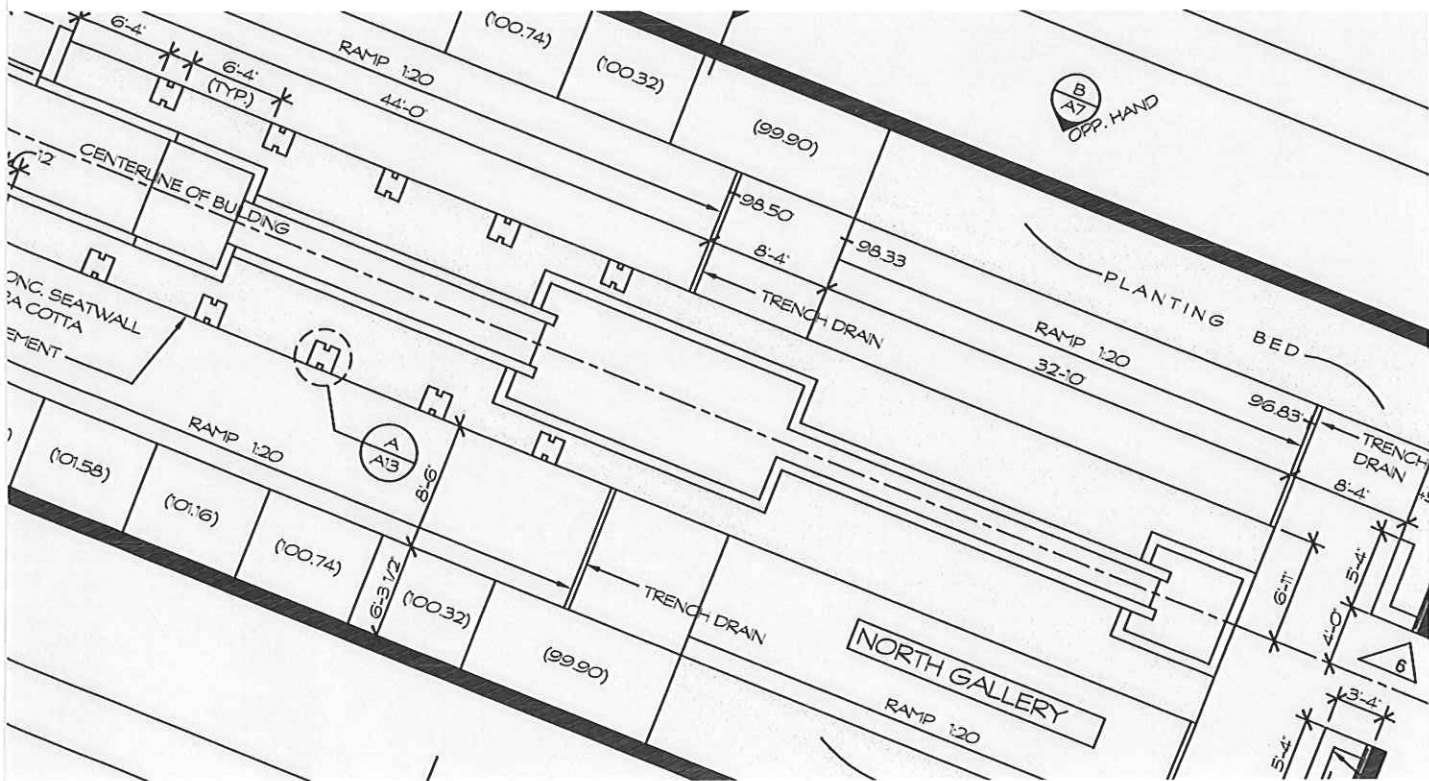 6'-4"
6'-4"
(TYP.)
RAMP 1:20
44'-0"
(100.74)
(100.32)
(99.90)
B
A7
OPP. HAND
12"
CENTERLINE OF BUILDING
98.50
8'-4"
98.33
TRENCH DRAIN
PLANTING BED
RAMP 1:20
32'-10"
96.83
TRENCH
DRAIN
8'-4"
ONC. SEATWALL
RA COTTA
EMENT
RAMP 1:20
A
A13
8'-6"
(101.58)
(101.16)
(100.74)
6'-3 1/2"
(100.32)
(99.90)
TRENCH DRAIN
NORTH GALLERY
RAMP 1:20
6'-11"
5'-4"
4'-0"
6
3'-4"
5'-4"